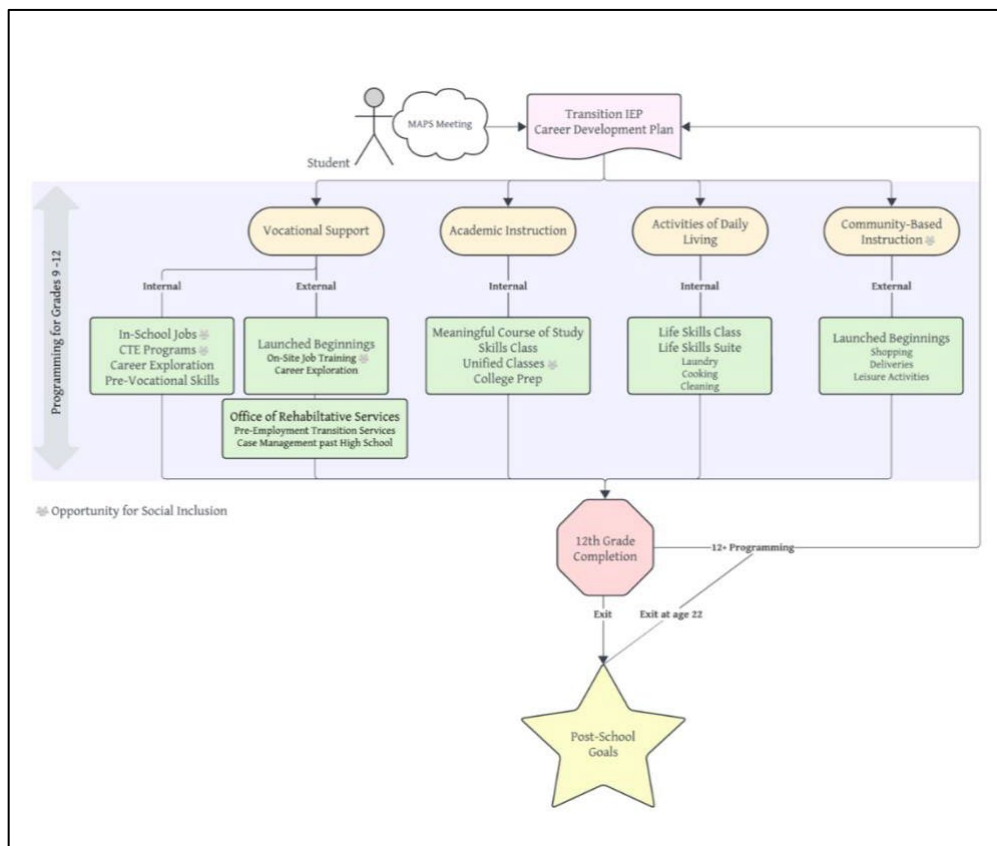 MAPS Meeting
Transition IEP
Career Development Plan
Student
Programming for Grades 9 -12
Vocational Support
Academic Instruction
Activities of Daily
Living
Community-Based
Instruction
Internal
External
Internal
Internal
External
In-School Jobs
CTE Programs
Career Exploration
Pre-Vocational Skills
Launched Beginnings
On-Site Job Training
Career Exploration
Office of Rehabiltative Services
Pre-Employment Transition Services
Case Management past High School
Meaningful Course of Study
Skills Class
Unified Classes
College Prep
Life Skills Class
Life Skills Suite
Laundry
Cooking
Cleaning
Launched Beginnings
Shopping
Deliveries
Leisure Activities
Opportunity for Social Inclusion
12th Grade
Completion
12+ Programming
Exit
Exit at age 22
Post-School
Goals